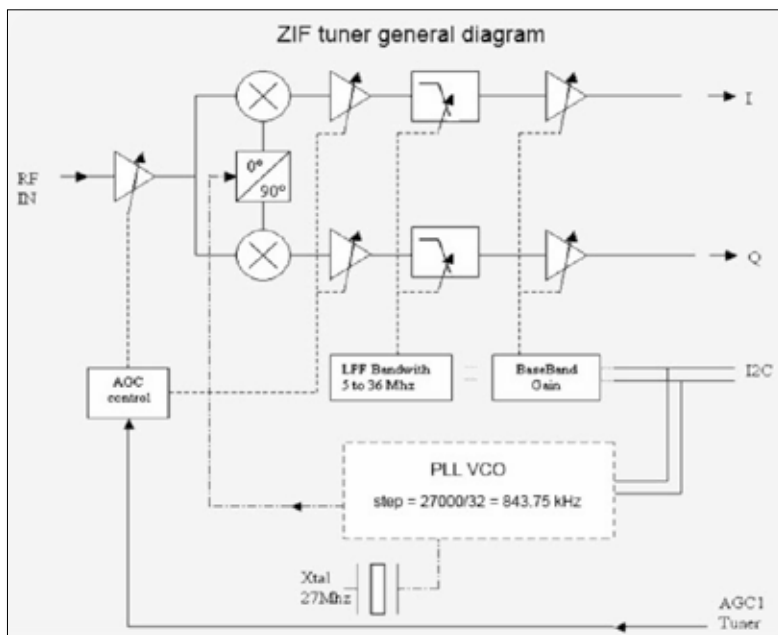 ZIF tuner general diagram
I
RF
IN
0°
90°
Q
AGC
control
LPF Bandwith
5 to 36 Mhz
BaseBand
Gain
I2C
PLL VCO
step = 27000/32 = 843.75 kHz
Xtal
27Mhz
AGC1
Tuner